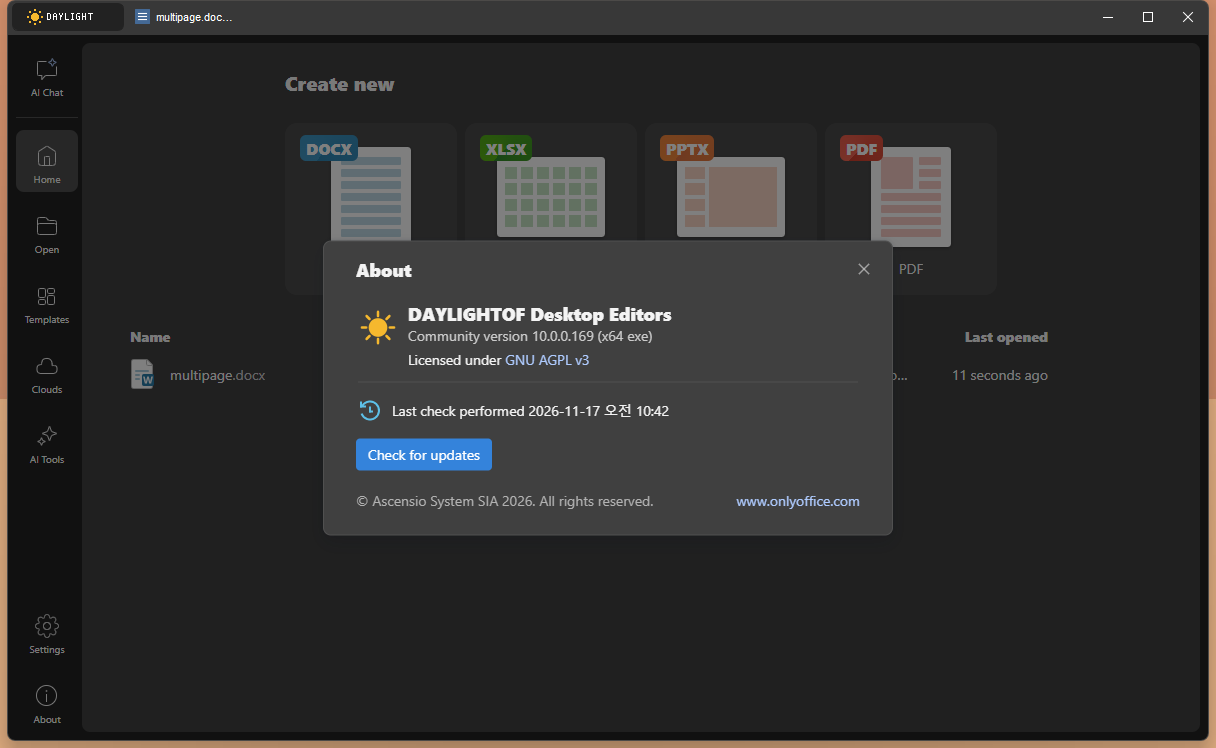 DAYLIGHT
multipage.doc...
AI Chat
Home
Open
Templates
Clouds
AI Tools
Settings
About
Create new
DOCX
XLSX
PPTX
PDF
PDF
Name
Last opened
multipage.docx
11 seconds ago
About
DAYLIGHTOF Desktop Editors
Community version 10.0.0.169 (x64 exe)
Licensed under GNU AGPL v3
Last check performed 2026-11-17 오전 10:42
Check for updates
© Ascensio System SIA 2026. All rights reserved.
www.onlyoffice.com